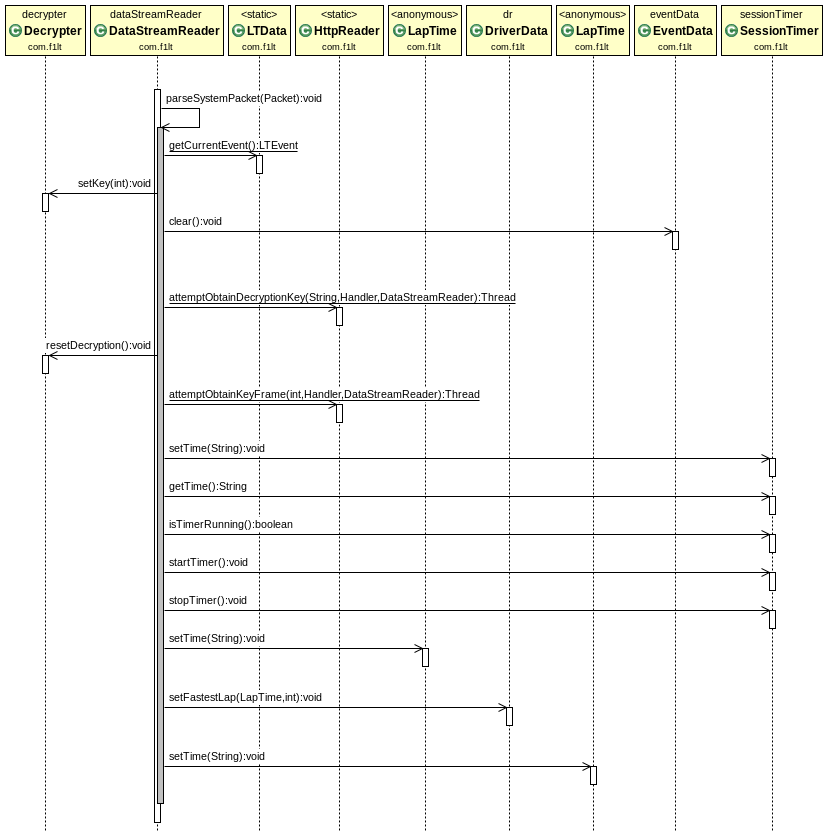 decrypter
C Decrypter
com.f1lt
dataStreamReader
C DataStreamReader
com.f1lt
<static>
C LTData
com.f1lt
<static>
C HttpReader
com.f1lt
<anonymous>
C LapTime
com.f1lt
dr
C DriverData
com.f1lt
<anonymous>
C LapTime
com.f1lt
eventData
C EventData
com.f1lt
sessionTimer
C SessionTimer
com.f1lt
parseSystemPacket(Packet):void
getCurrentEvent():LTEvent
setKey(int):void
clear():void
attemptObtainDecryptionKey(String,Handler,DataStreamReader):Thread
resetDecryption():void
attemptObtainKeyFrame(int,Handler,DataStreamReader):Thread
setTime(String):void
getTime():String
isTimerRunning():boolean
startTimer():void
stopTimer():void
setTime(String):void
setFastestLap(LapTime,int):void
setTime(String):void